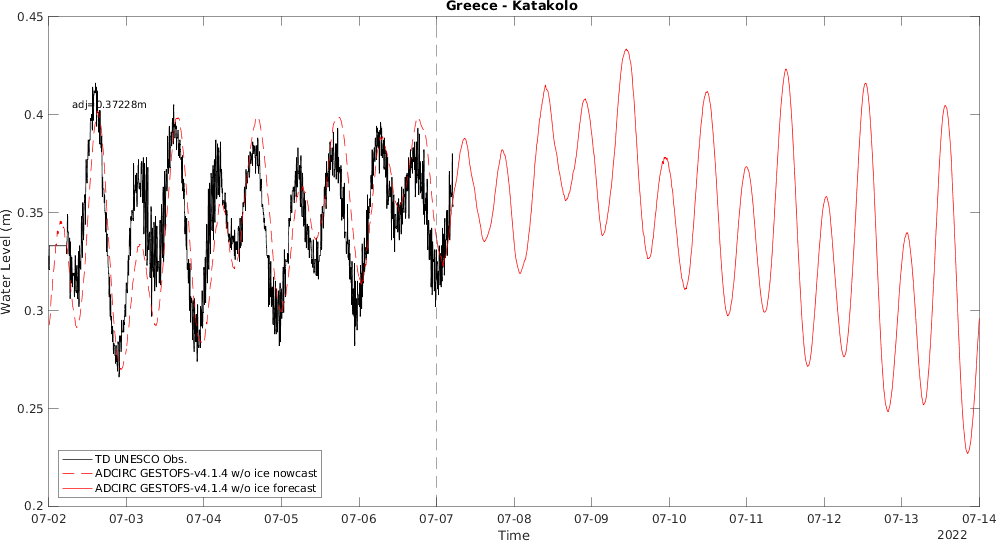 Greece - Katakolo
0.45
0.4
0.35
0.3
0.25
0.2
Water Level (m)
adj= 0.37228m
TD UNESCO Obs.
ADCIRC GESTOFS-v4.1.4 w/o ice nowcast
ADCIRC GESTOFS-v4.1.4 w/o ice forecast
07-02 07-03 07-04 07-05 07-06 07-07 07-08 07-09 07-10 07-11 07-12 07-13 07-14
Time
2022